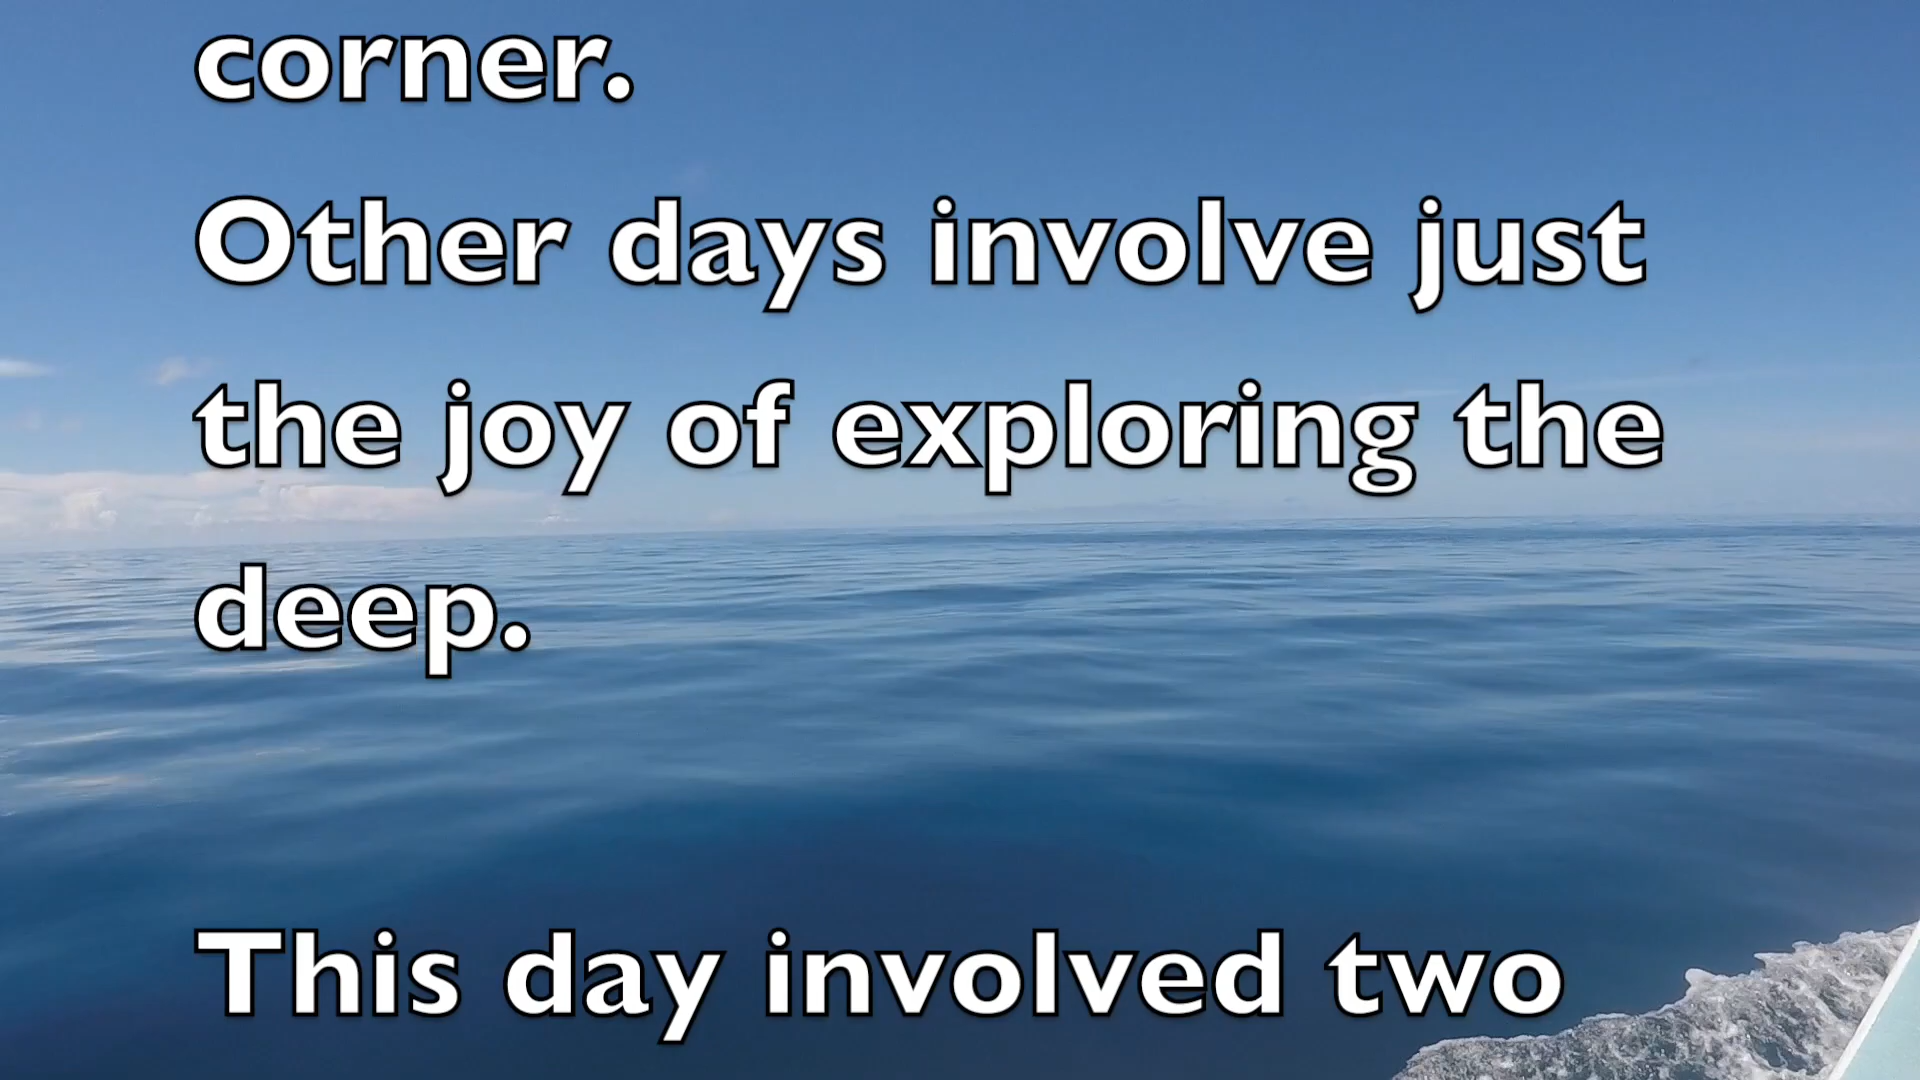 corner.
Other days involve just
the joy of exploring the
deep.
This day involved two